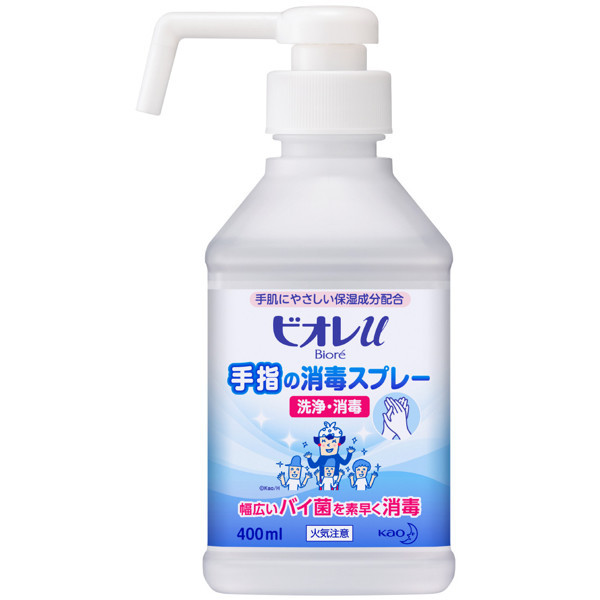 手肌にやさしい保湿成分配合
ビオレu
Bioré
手指の消毒スプレー
洗浄・消毒
©Kao/H
幅広いバイ菌を素早く消毒
400ml
火気注意
Kao